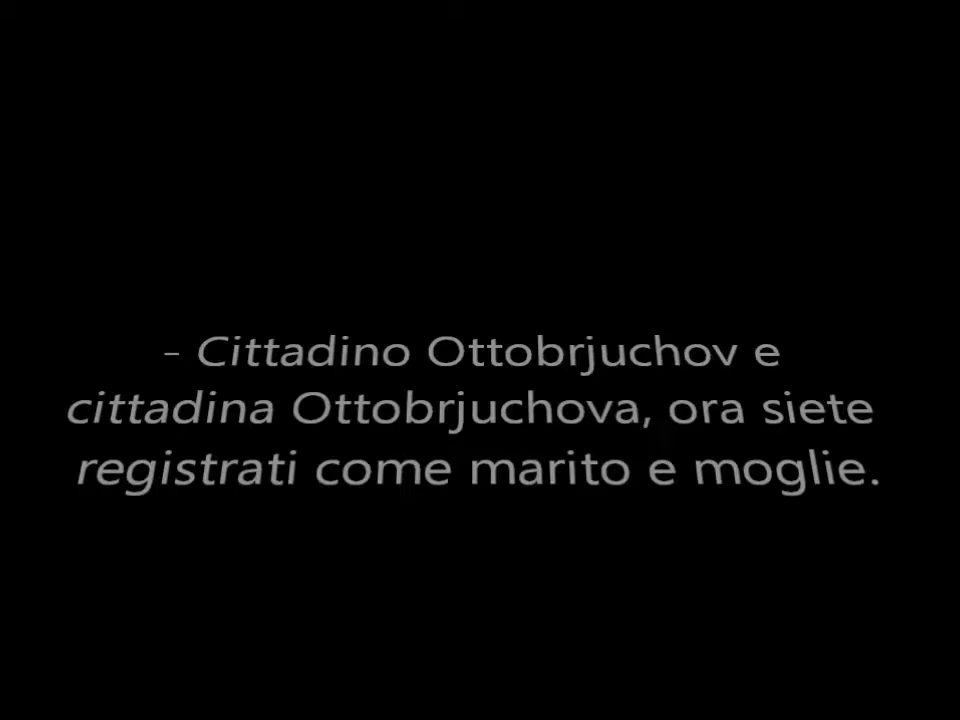 - Cittadino Ottobrjuchov e
cittadina Ottobrjuchova, ora siete
registrati come marito e moglie.